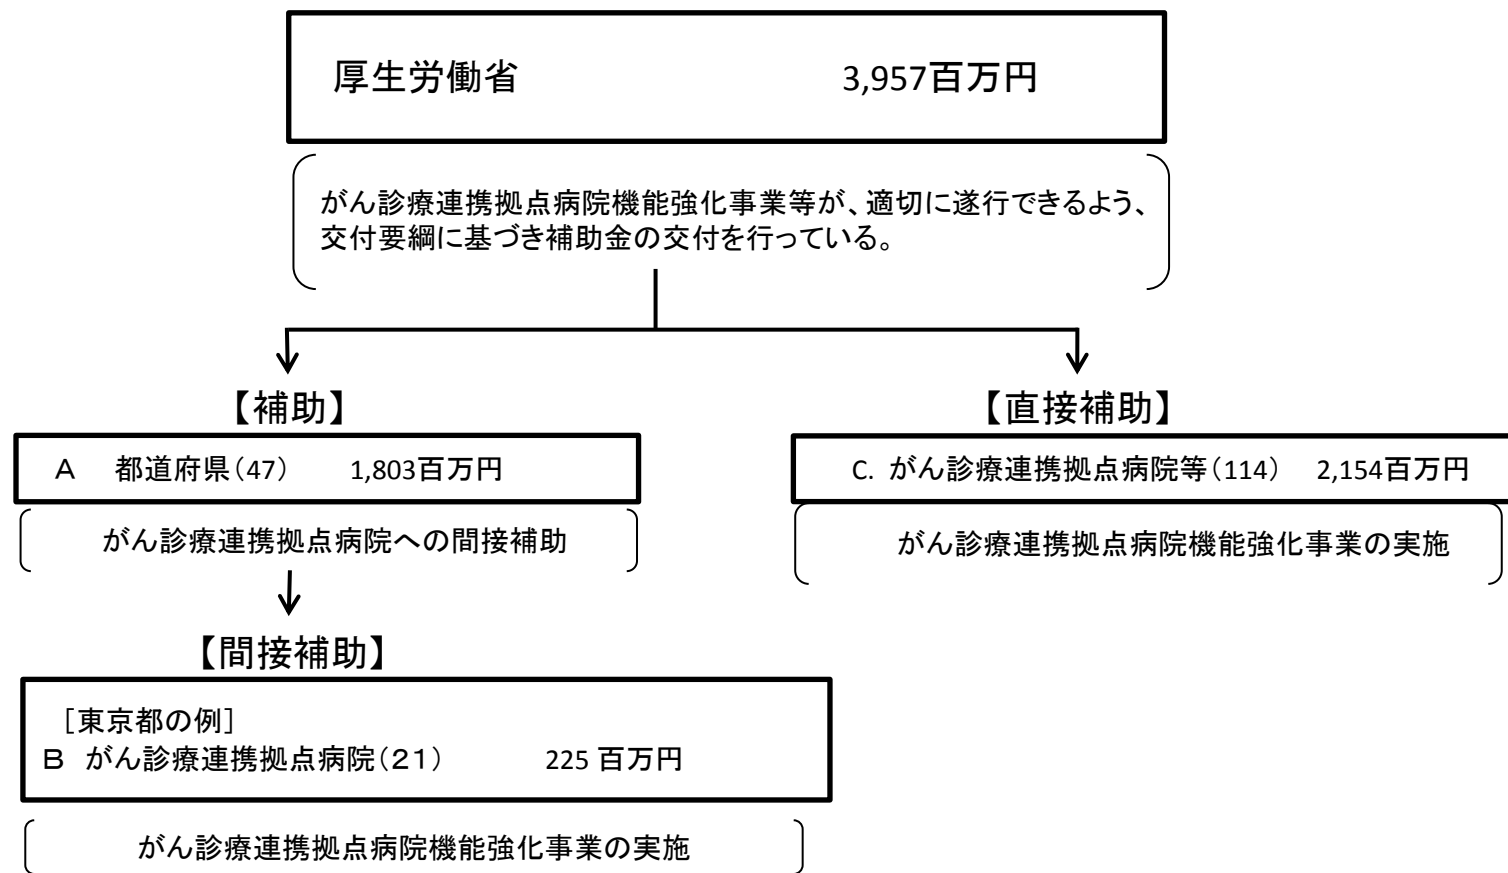 厚生労働省 3,957百万円
がん診療連携拠点病院機能強化事業等が、適切に遂行できるよう、
交付要綱に基づき補助金の交付を行っている。
【補助】
A 都道府県(47) 1,803百万円
がん診療連携拠点病院への間接補助
【直接補助】
C. がん診療連携拠点病院等(114) 2,154百万円
がん診療連携拠点病院機能強化事業の実施
【間接補助】
［東京都の例］
B がん診療連携拠点病院(21) 225 百万円
がん診療連携拠点病院機能強化事業の実施